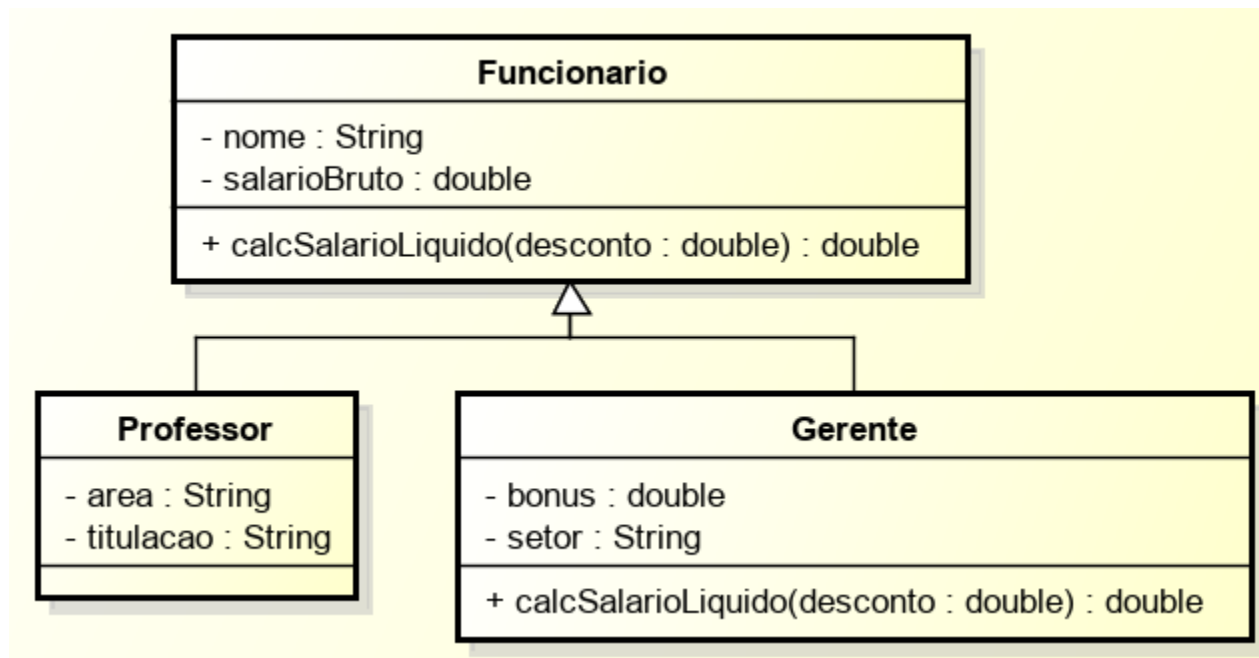 Funcionario
- nome : String
- salarioBruto : double
+ calcSalarioLiquido(desconto : double) : double
Professor
- area : String
- titulacao : String
Gerente
- bonus : double
- setor : String
+ calcSalarioLiquido(desconto : double) : double